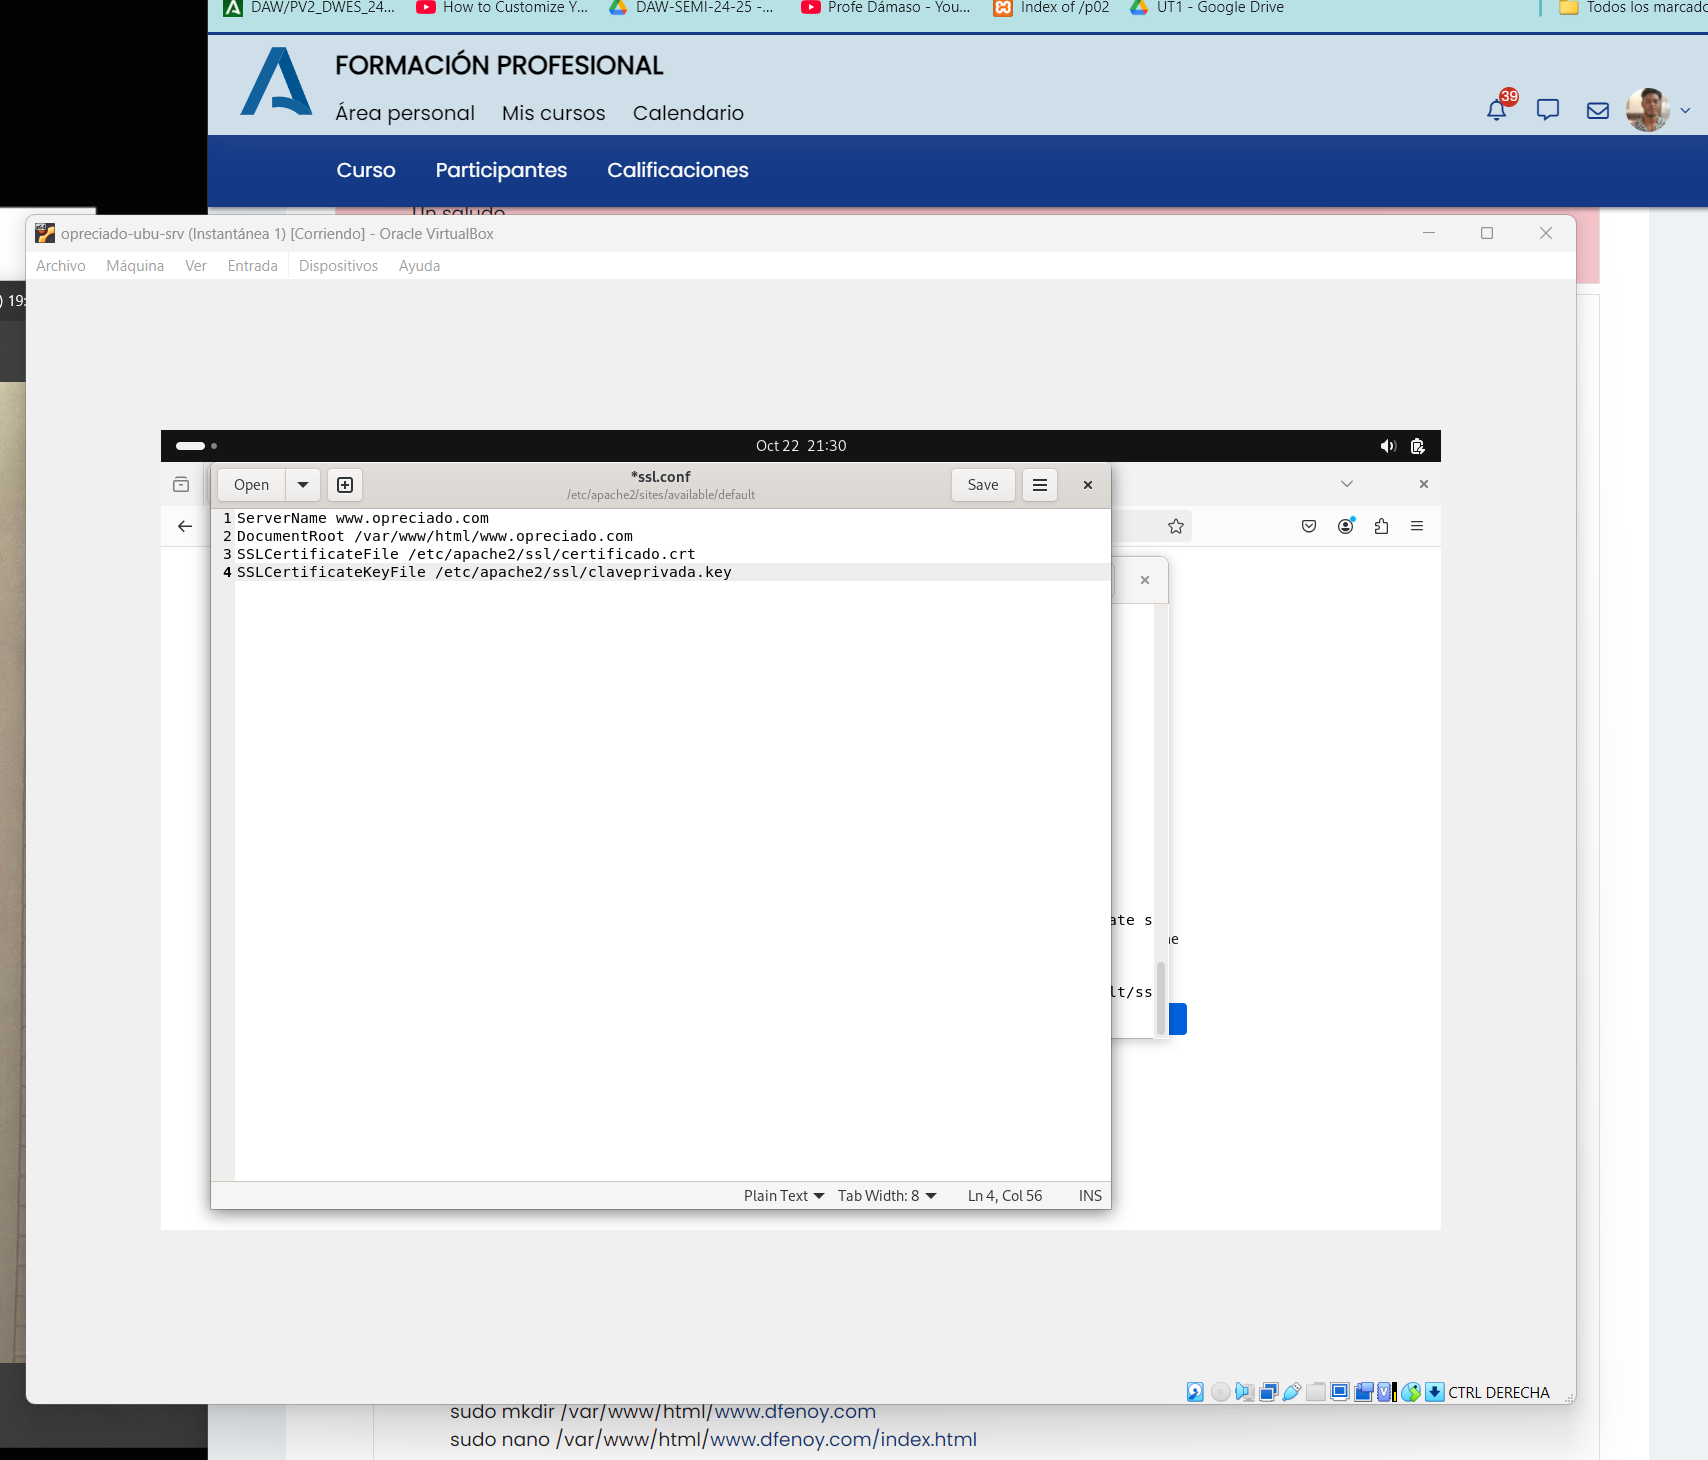 DAW/PV2_DWES_24...
How to Customize Y...
DAW-SEMI-24-25 -...
Profe Dámaso - You...
Index of /p02
UT1 - Google Drive
Todos los marcado
FORMACIÓN PROFESIONAL
Área personal
Mis cursos
Calendario
39
Curso
Participantes
Calificaciones
Un saludo
opreciado-ubu-srv (Instantánea 1) [Corriendo] - Oracle VirtualBox
Archivo
Máquina
Ver
Entrada
Dispositivos
Ayuda
) 19:
Oct 22 21:30
Open
*ssl.conf
/etc/apache2/sites/available/default
Save
1 ServerName www.opreciado.com
2 DocumentRoot /var/www/html/www.opreciado.com
3 SSLCertificateFile /etc/apache2/ssl/certificado.crt
4 SSLCertificateKeyFile /etc/apache2/ssl/claveprivada.key
ate s
ne
lt/ss
Plain Text
Tab Width: 8
Ln 4, Col 56
INS
CTRL DERECHA
sudo mkdir /var/www/html/www.dfenoy.com
sudo nano /var/www/html/www.dfenoy.com/index.html